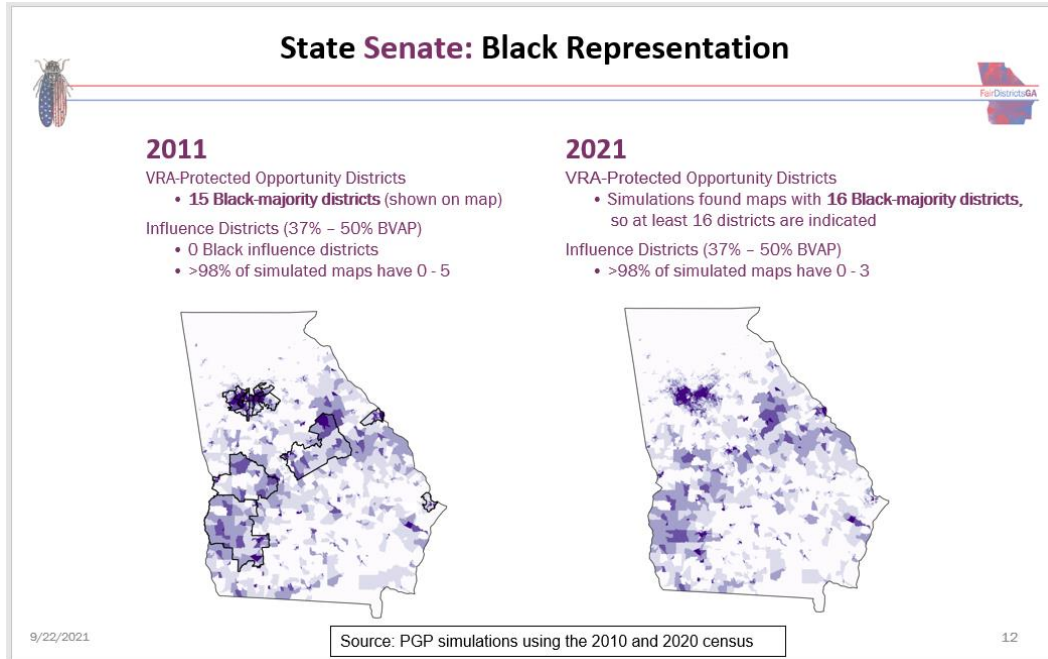 State Senate: Black Representation
FairDistrictsGA
2011
VRA-Protected Opportunity Districts
• 15 Black-majority districts (shown on map)
Influence Districts (37% – 50% BVAP)
• 0 Black influence districts
• >98% of simulated maps have 0 - 5
2021
VRA-Protected Opportunity Districts
• Simulations found maps with 16 Black-majority districts,
so at least 16 districts are indicated
Influence Districts (37% – 50% BVAP)
• >98% of simulated maps have 0 - 3
9/22/2021
Source: PGP simulations using the 2010 and 2020 census
12